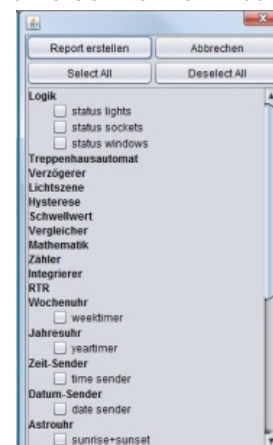 Report erstellen Abbrechen
Select All Deselect All
Logik
status lights
status sockets
status windows
Treppenhausautomat
Verzögerer
Lichtszene
Hysterese
Schwellwert
Vergleicher
Mathematik
Zähler
Integrierer
RTR
Wochenuhr
weektimer
Jahresuhr
yeartimer
Zeit-Sender
time sender
Datum-Sender
date sender
Astrouhr
sunrise+sunset